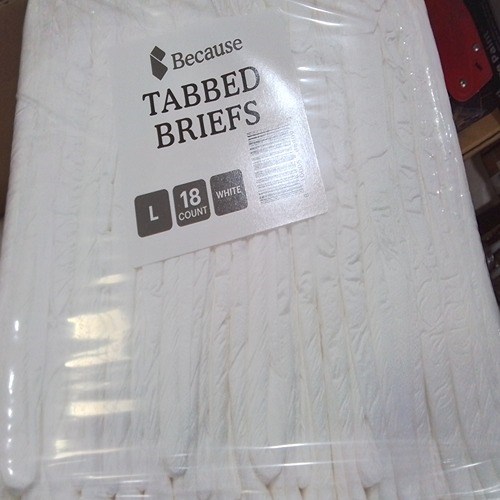 Because
TABBED
BRIEFS
L
18
COUNT
WHITE